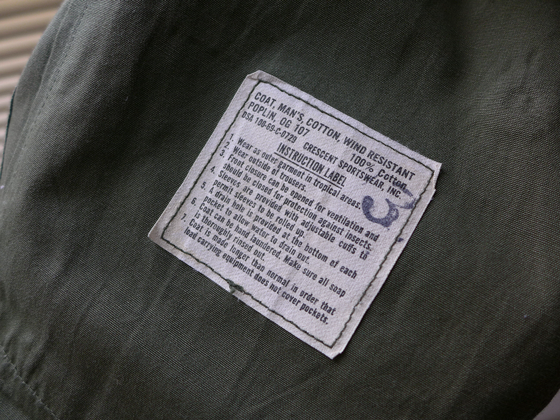 COAT, MAN'S, COTTON, WIND RESISTANT
POPLIN, OG 107 100% Cotton
DSA 100-69-C-0729 CRESCENT SPORTSWEAR, INC.
INSTRUCTION LABEL
1. Wear as outer garment in tropical areas.
2. Wear outside of trousers.
3. Front closure can be opened for ventilation and
should be closed for protection against insects.
4. Sleeves are provided with adjustable cuffs to
permit sleeves to be rolled up.
5. A drain hole is provided at the bottom of each
pocket to allow water to drain out.
6. Coat can be hand laundered. Make sure all soap
is thoroughly rinsed out.
7. Coat is made longer than normal in order that
load carrying equipment does not cover pockets.